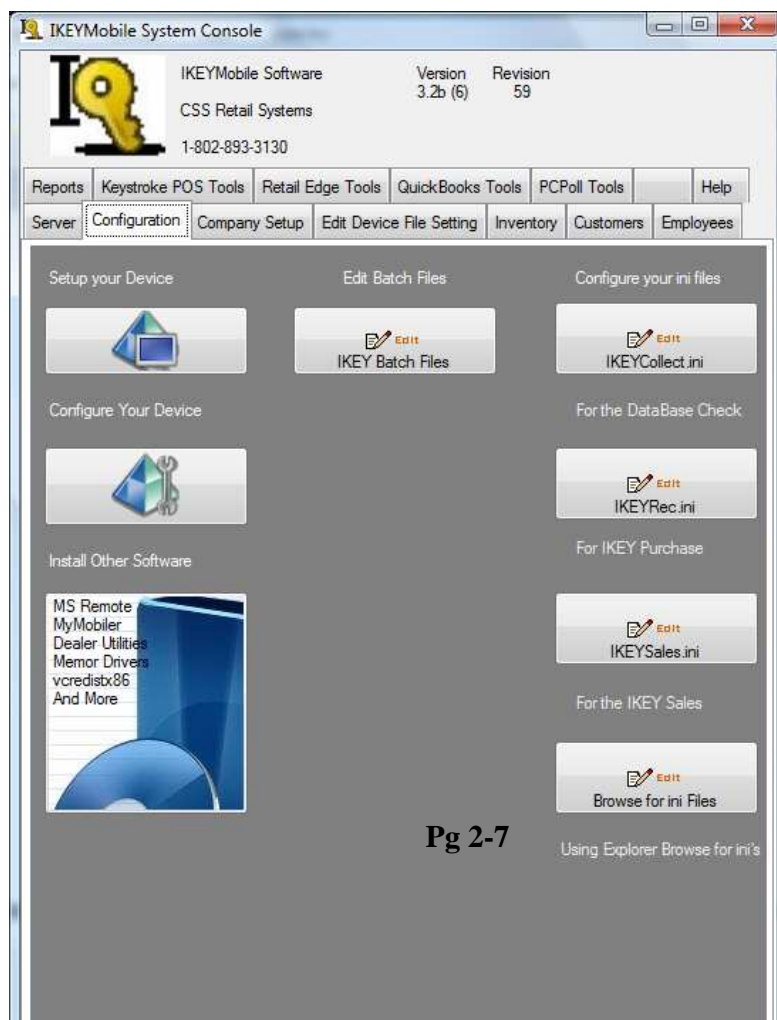 IKEYMobile System Console
IKEYMobile Software
Version
Revision
3.2b (6)
59
CSS Retail Systems
1-802-893-3130
Reports
Keystroke POS Tools
Retail Edge Tools
QuickBooks Tools
PCPoll Tools
Help
Server
Configuration
Company Setup
Edit Device File Setting
Inventory
Customers
Employees
Setup your Device
Edit Batch Files
Configure your ini files
Edit
IKEY Batch Files
Edit
IKEYCollect.ini
Configure Your Device
For the DataBase Check
Edit
IKEYRec.ini
Install Other Software
For IKEY Purchase
MS Remote
MyMobiler
Dealer Utilities
Memor Drivers
vcredistx86
And More
Edit
IKEYSales.ini
For the IKEY Sales
Edit
Browse for ini Files
Pg 2-7
Using Explorer Browse for ini's